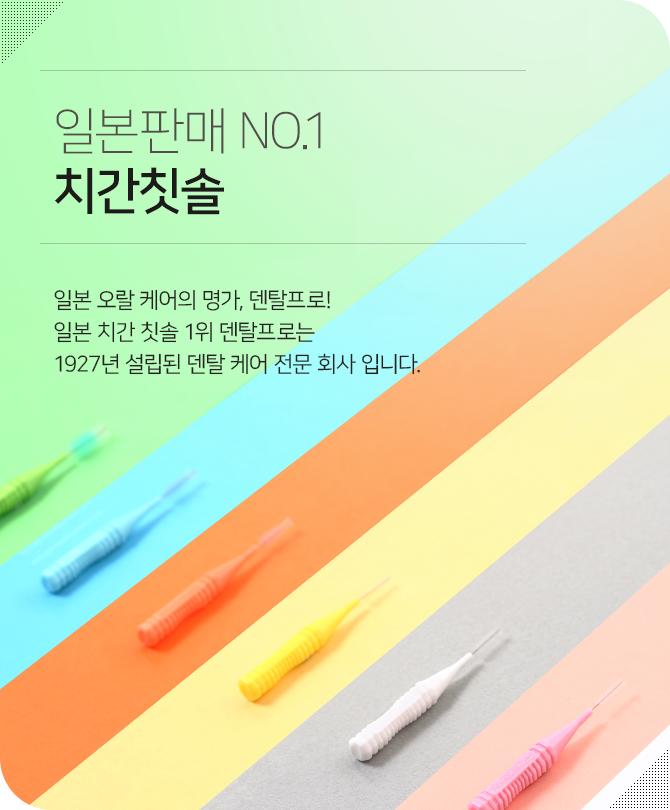 일본판매 NO.1
치간칫솔
일본 오랄 케어의 명가, 덴탈프로!
일본 치간 칫솔 1위 덴탈프로는
1927년 설립된 덴탈 케어 전문 회사 입니다.